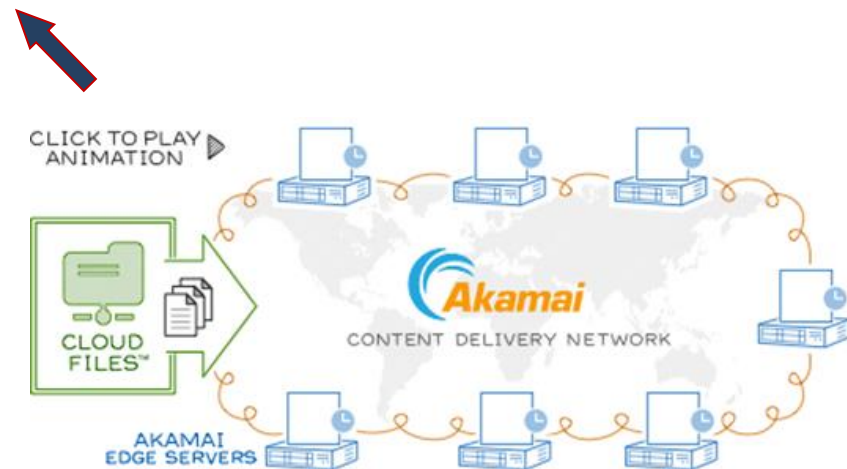 CLICK TO PLAY
ANIMATION
CLOUD
FILES™
Akamai
CONTENT DELIVERY NETWORK
AKAMAI
EDGE SERVERS